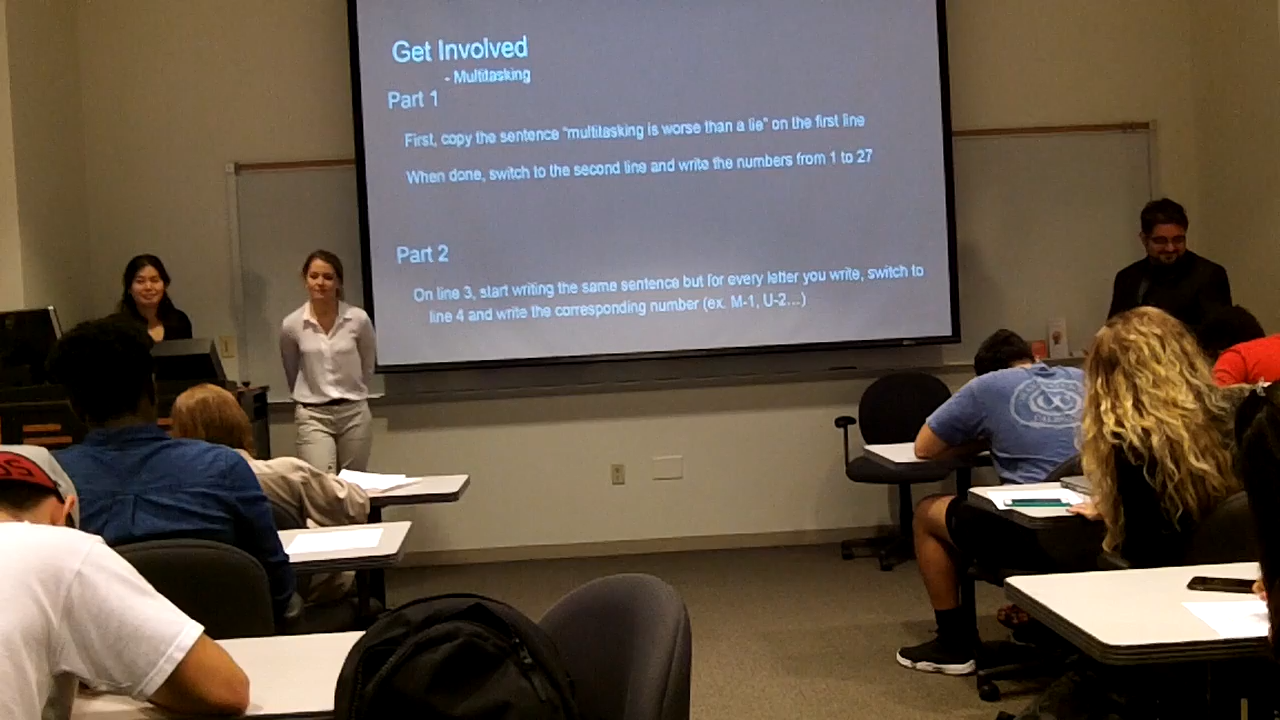 Get Involved
- Multitasking
Part 1
First, copy the sentence "multitasking is worse than a lie" on the first line
When done, switch to the second line and write the numbers from 1 to 27
Part 2
On line 3, start writing the same sentence but for every letter you write, switch to
line 4 and write the corresponding number (ex. M-1, U-2...)